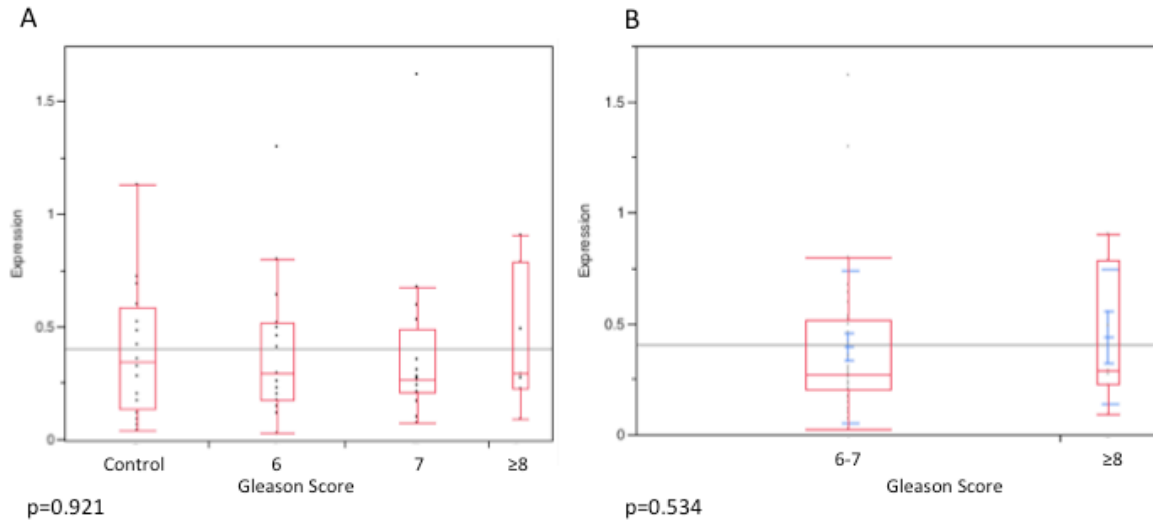 A
Expression
1.5
1
0.5
0
Control 6 7 ≥8
Gleason Score
p=0.921
B
Expression
1.5
1
0.5
0
6-7 ≥8
Gleason Score
p=0.534